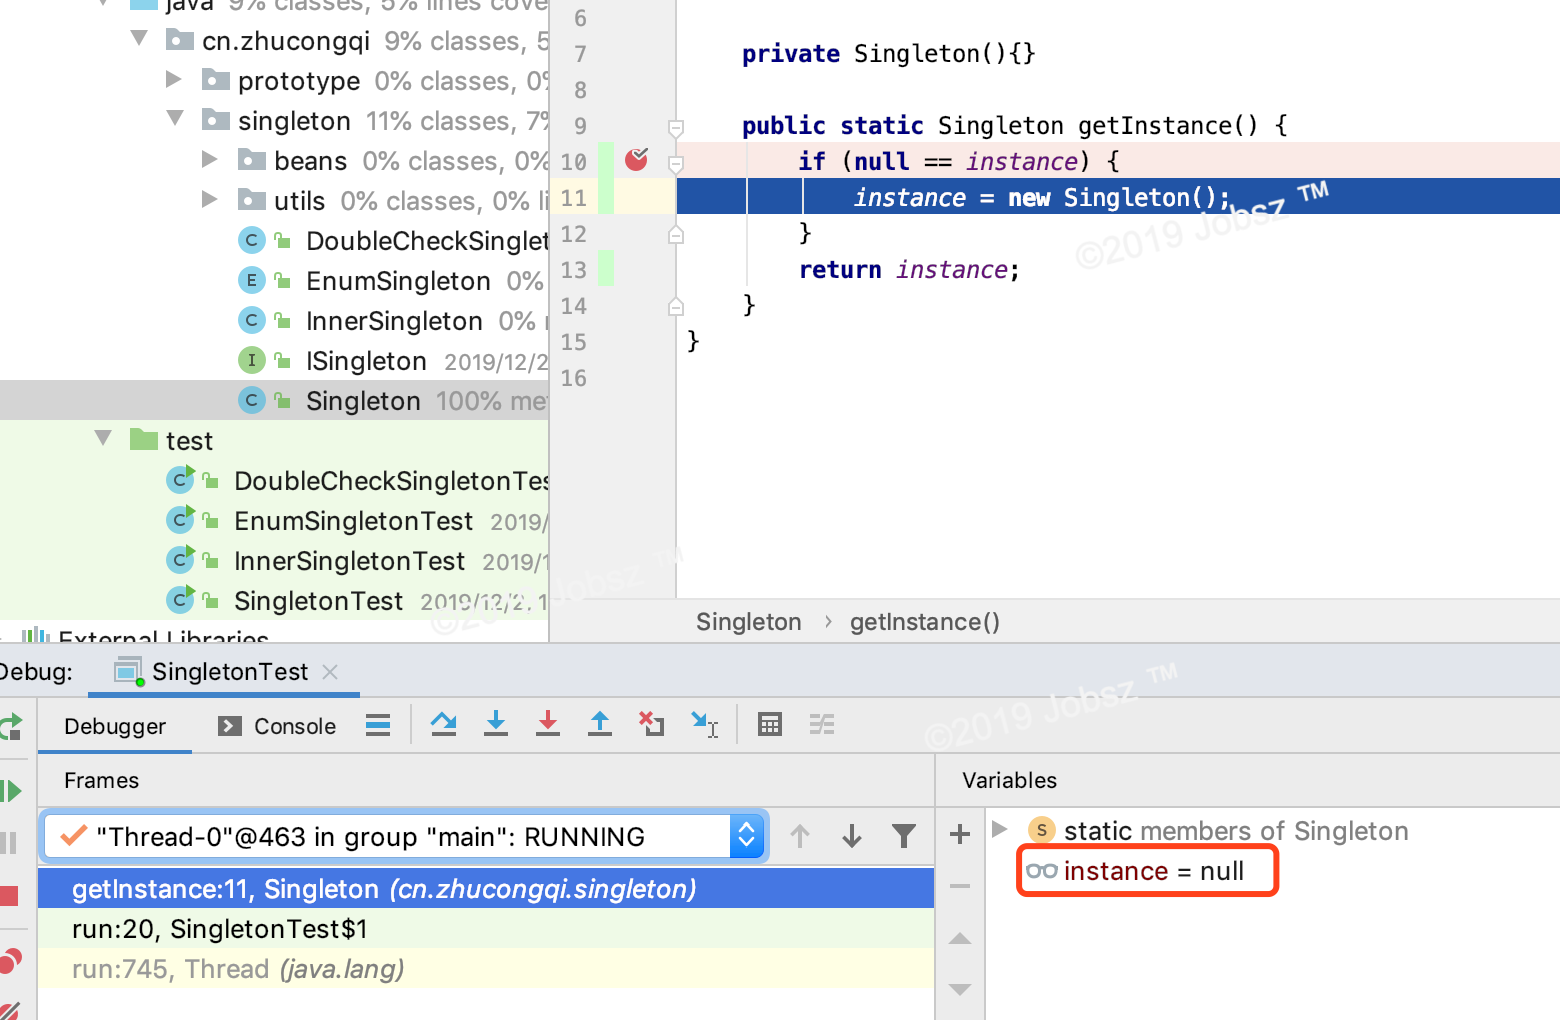 java 9% classes, 5% lines cove
cn.zhucongqi 9% classes, 5
prototype 0% classes, 0%
singleton 11% classes, 7%
beans 0% classes, 0%
utils 0% classes, 0% li
C DoubleCheckSinglet
E EnumSingleton 0%
C InnerSingleton 0%
I ISingleton 2019/12/2
C Singleton 100% met
test
C DoubleCheckSingletonTes
C EnumSingletonTest 2019/
C InnerSingletonTest 2019/1
C SingletonTest 2019/12/2, 1
External Libraries
6
7 private Singleton(){}
8
9 public static Singleton getInstance() {
10 if (null == instance) {
11 instance = new Singleton();
12 }
13 return instance;
14 }
15 }
16
©2019 Jobsz ™
©2019 Jobsz ™
Singleton › getInstance()
Debug: SingletonTest
©2019 Jobsz ™
Debugger Console
Frames
"Thread-0"@463 in group "main": RUNNING
getInstance:11, Singleton (cn.zhucongqi.singleton)
run:20, SingletonTest$1
run:745, Thread (java.lang)
Variables
S static members of Singleton
instance = null